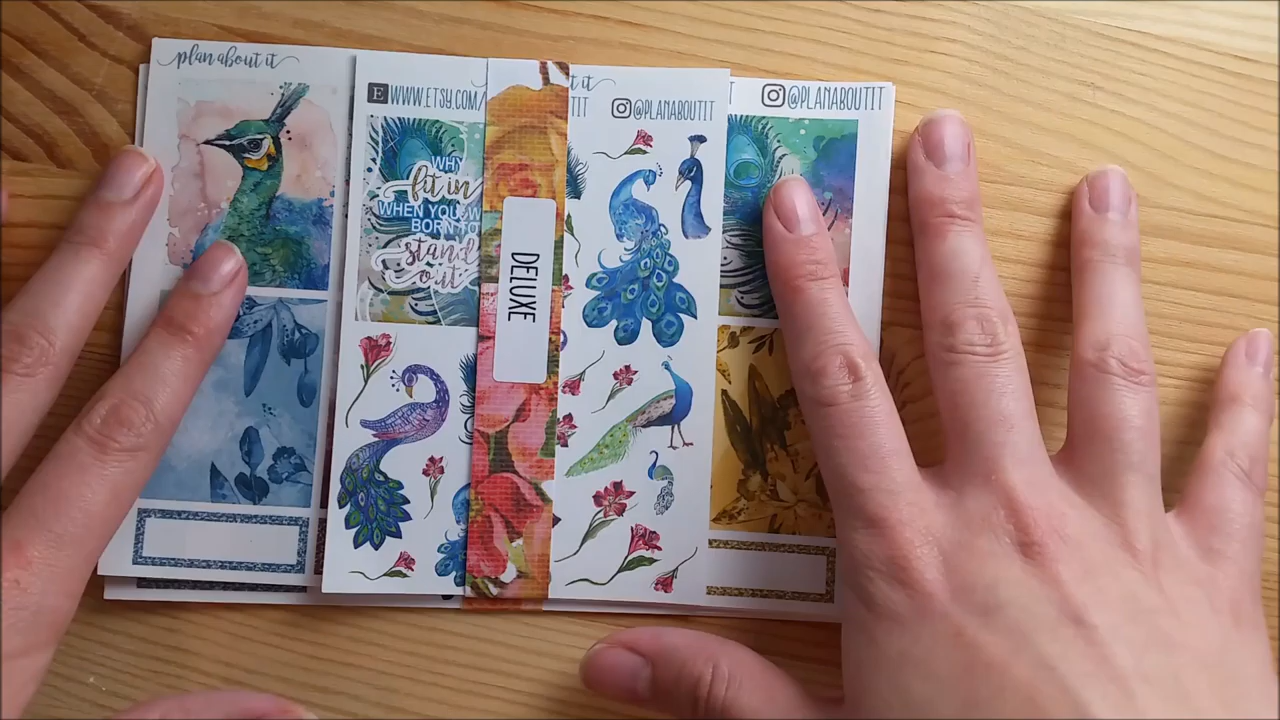 plan about it
WWW.ETSY.COM/
@PLANABOUTIT
@PLANABOUTIT
WHY
fit in
WHEN YOU
BORN TO
stand
out
DELUXE